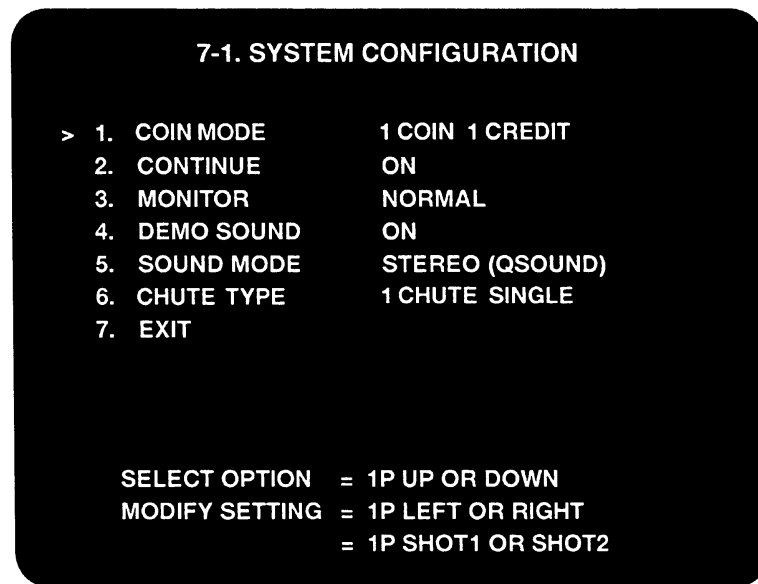 7-1. SYSTEM CONFIGURATION
> 1. COIN MODE 1 COIN 1 CREDIT
2. CONTINUE ON
3. MONITOR NORMAL
4. DEMO SOUND ON
5. SOUND MODE STEREO (QSOUND)
6. CHUTE TYPE 1 CHUTE SINGLE
7. EXIT
SELECT OPTION = 1P UP OR DOWN
MODIFY SETTING = 1P LEFT OR RIGHT
= 1P SHOT1 OR SHOT2